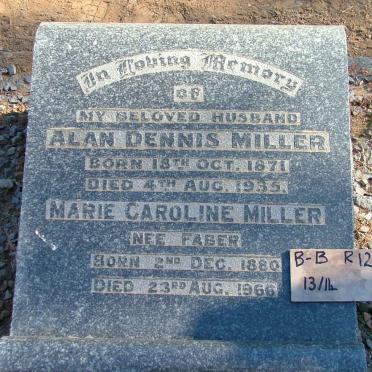 In Loving Memory
OF
MY BELOVED HUSBAND
ALAN DENNIS MILLER
BORN 18TH OCT. 1871
DIED 4TH AUG. 1935.
MARIE CAROLINE MILLER
NEE FABER
BORN 2ND DEC. 1880
DIED 23RD AUG. 1966
B-B R12
13/14